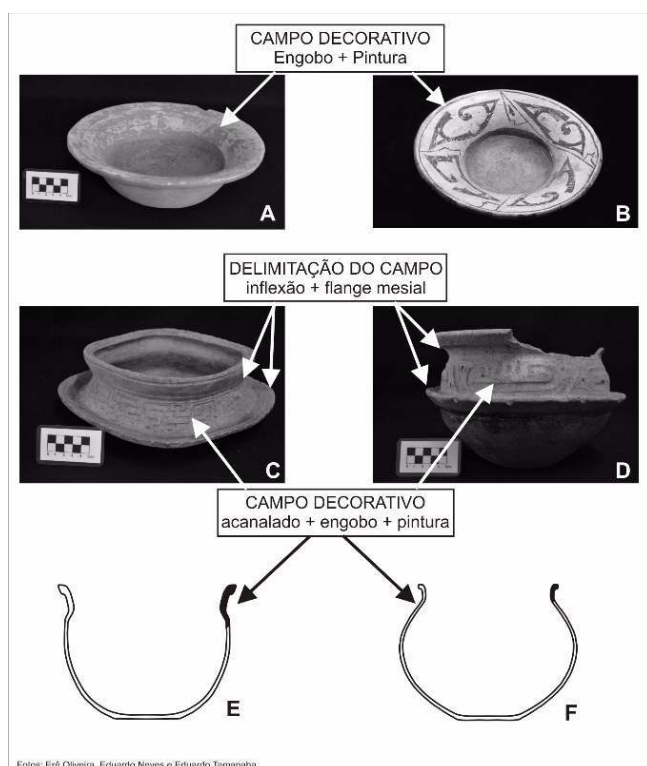 CAMPO DECORATIVO
Engobo + Pintura
A
B
DELIMITAÇÃO DO CAMPO
inflexão + flange mesial
C
D
CAMPO DECORATIVO
acanalado + engobo + pintura
E
F
Fotos: Erê Oliveira, Eduardo Neves e Eduardo Tamanaha